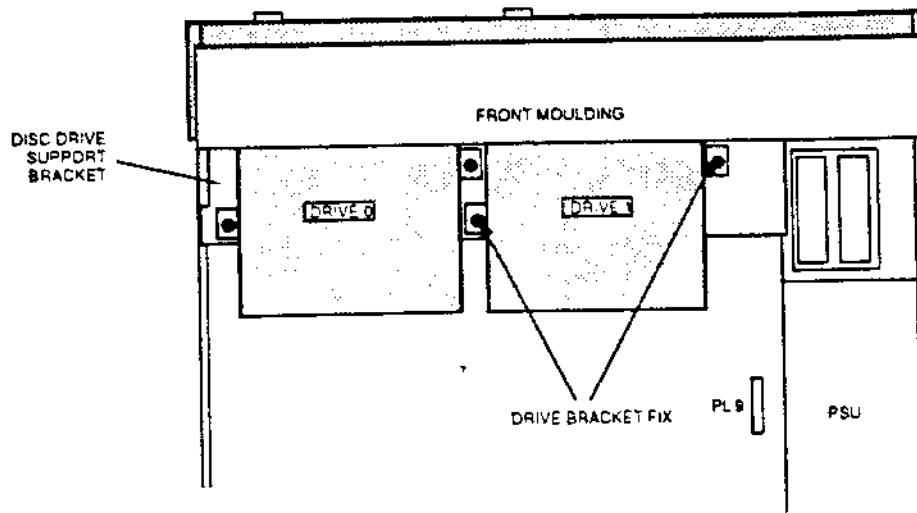 FRONT MOULDING
DISC DRIVE
SUPPORT
BRACKET
DRIVE 0
DRIVE 1
DRIVE BRACKET FIX
PL 9
PSU